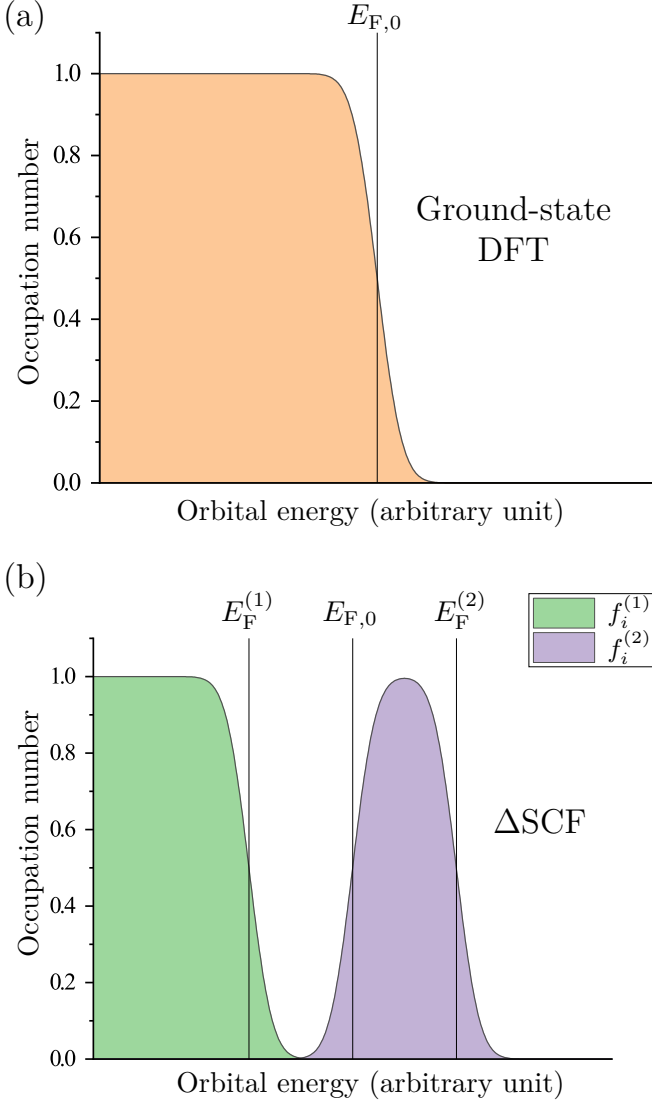 (a)
E_F,0
1.0
0.8
0.6
0.4
0.2
0.0
Occupation number
Ground-state
DFT
Orbital energy (arbitrary unit)
(b)
E_F^(1)
E_F,0
E_F^(2)
f_i^(1)
f_i^(2)
1.0
0.8
0.6
0.4
0.2
0.0
Occupation number
ΔSCF
Orbital energy (arbitrary unit)